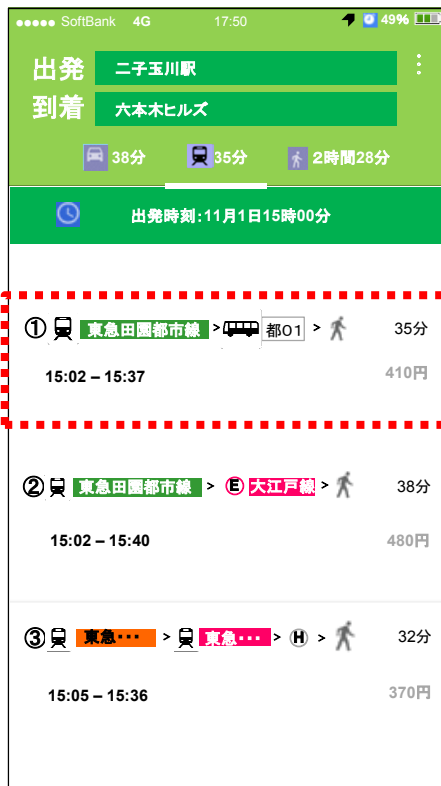 SoftBank 4G 17:50 49%
出発 二子玉川駅
到着 六本木ヒルズ
38分 35分 2時間28分
出発時刻:11月1日15時00分
① 東急田園都市線 > 都01 > 35分
15:02 – 15:37 410円
② 東急田園都市線 > E 大江戸線 > 38分
15:02 – 15:40 480円
③ 東急・・・ > 東急・・・ > H > 32分
15:05 – 15:36 370円